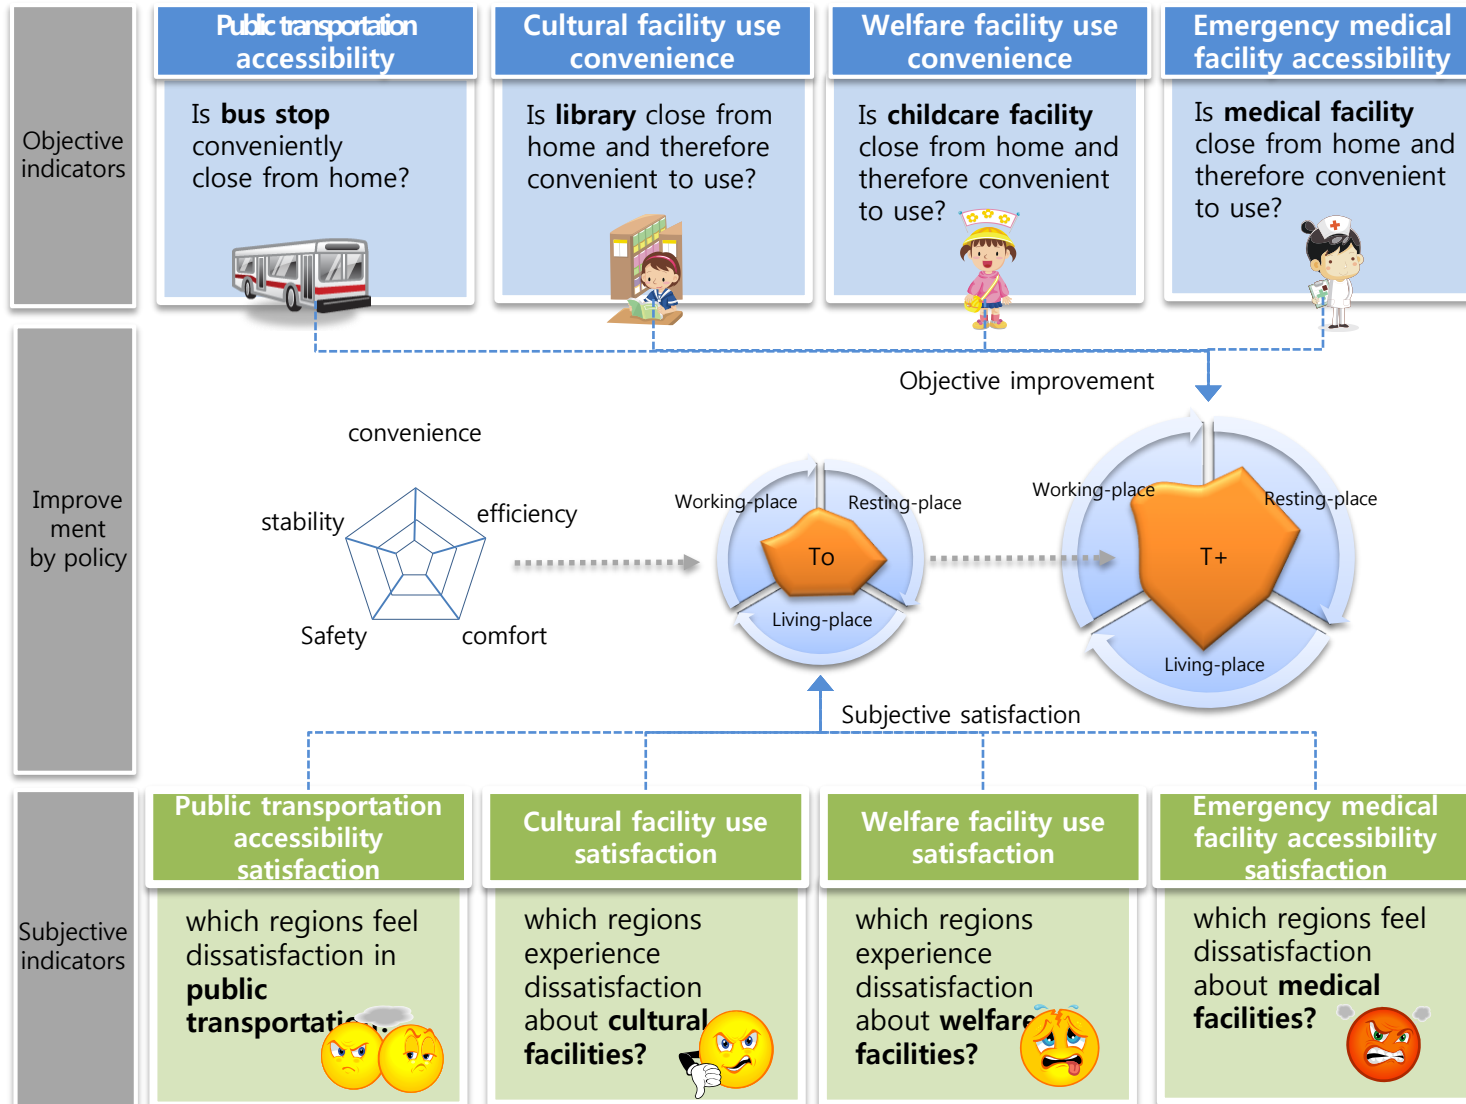 Objective
indicators
Public transportation
accessibility
Is bus stop
conveniently
close from home?
Cultural facility use
convenience
Is library close from
home and therefore
convenient to use?
Welfare facility use
convenience
Is childcare facility
close from home and
therefore convenient
to use?
Emergency medical
facility accessibility
Is medical facility
close from home and
therefore convenient
to use?
Improve
ment
by policy
Objective improvement
convenience
stability
efficiency
Safety
comfort
Working-place
Resting-place
To
Living-place
Working-place
Resting-place
T+
Living-place
Subjective satisfaction
Subjective
indicators
Public transportation
accessibility
satisfaction
which regions feel
dissatisfaction in
public
transportation?
Cultural facility use
satisfaction
which regions
experience
dissatisfaction
about cultural
facilities?
Welfare facility use
satisfaction
which regions
experience
dissatisfaction
about welfare
facilities?
Emergency medical
facility accessibility
satisfaction
which regions feel
dissatisfaction
about medical
facilities?